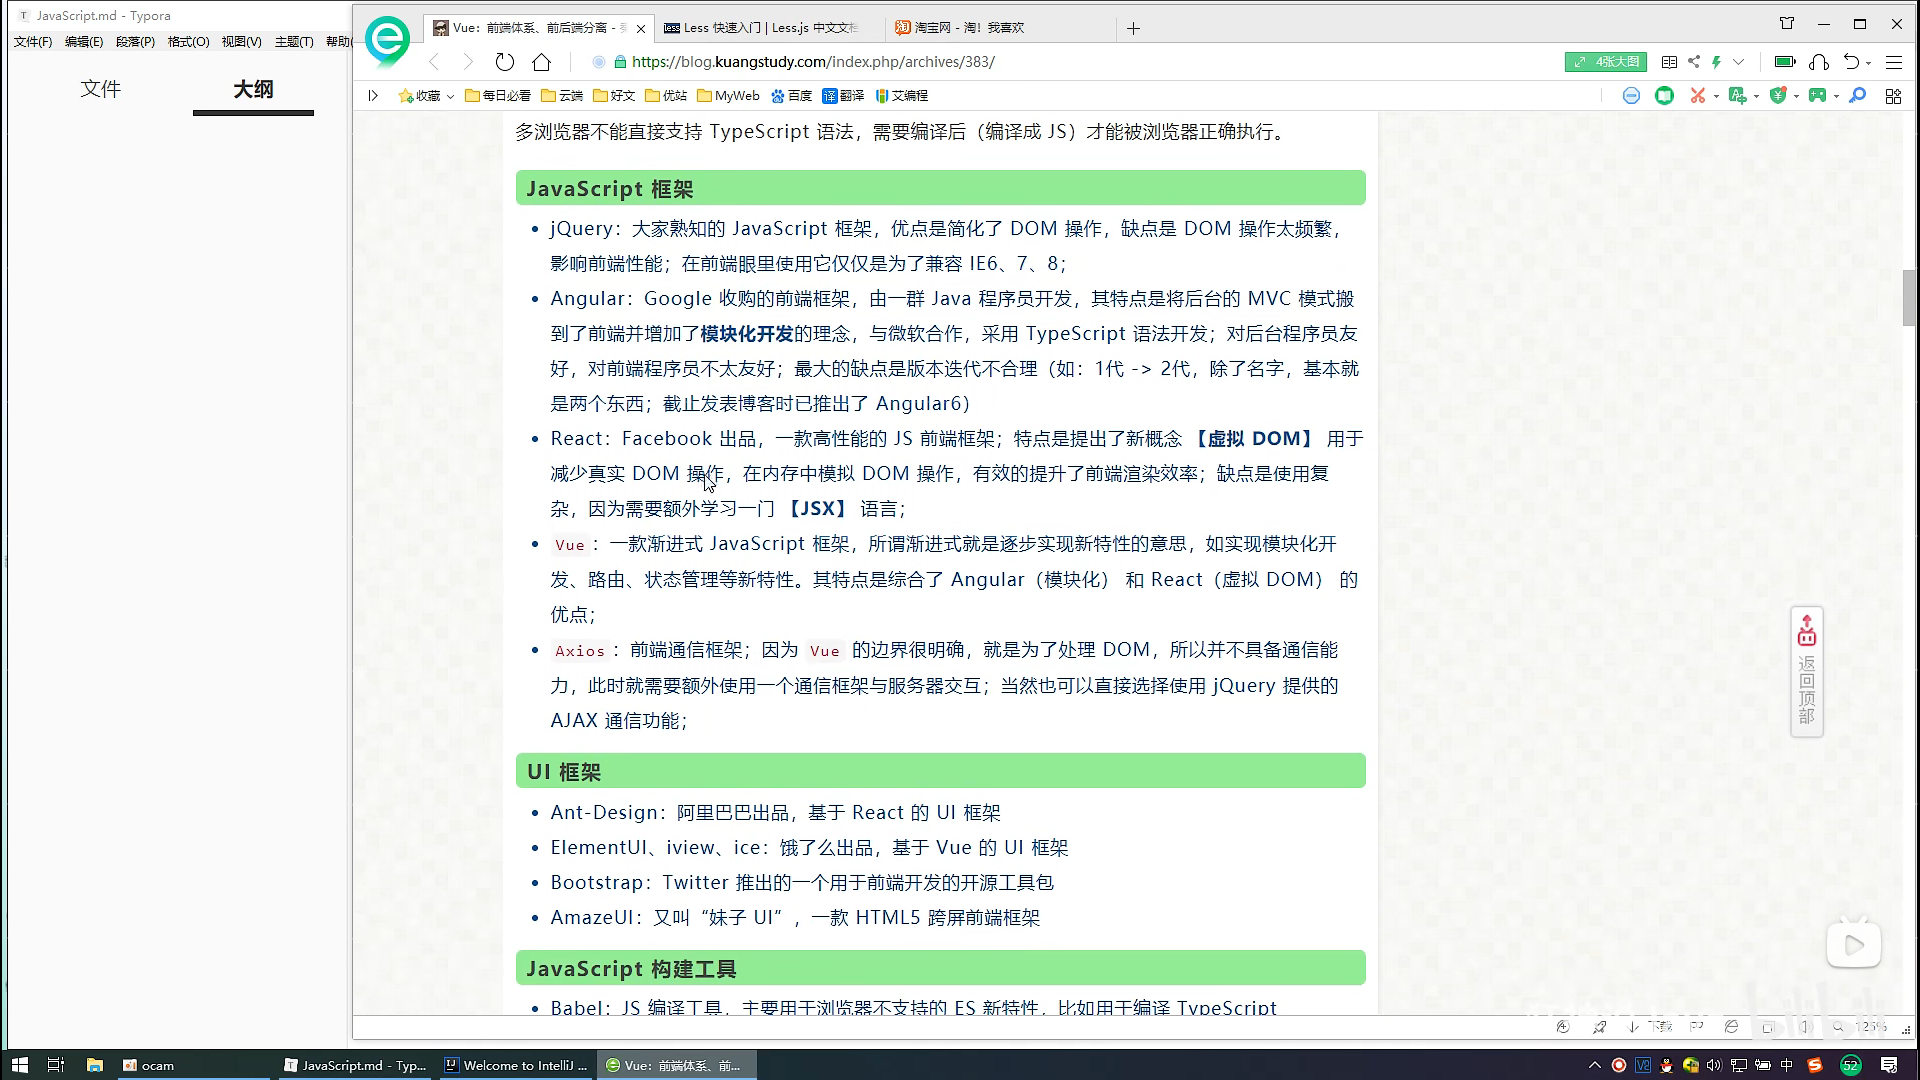 JavaScript.md - Typora
文件(F) 编辑(E) 段落(P) 格式(O) 视图(V) 主题(T) 帮助(
文件 大纲
Vue：前端体系、前后端分离 -
Less 快速入门 | Less.js 中文文档
淘宝网 - 淘！我喜欢
https://blog.kuangstudy.com/index.php/archives/383/
4张大图
收藏 每日必看 云端 好文 优站 MyWeb 百度 翻译 艾编程
多浏览器不能直接支持 TypeScript 语法，需要编译后（编译成 JS）才能被浏览器正确执行。
JavaScript 框架
jQuery：大家熟知的 JavaScript 框架，优点是简化了 DOM 操作，缺点是 DOM 操作太频繁，
影响前端性能；在前端眼里使用它仅仅是为了兼容 IE6、7、8；
Angular：Google 收购的前端框架，由一群 Java 程序员开发，其特点是将后台的 MVC 模式搬
到了前端并增加了模块化开发的理念，与微软合作，采用 TypeScript 语法开发；对后台程序员友
好，对前端程序员不太友好；最大的缺点是版本迭代不合理（如：1代 -> 2代，除了名字，基本就
是两个东西；截止发表博客时已推出了 Angular6）
React：Facebook 出品，一款高性能的 JS 前端框架；特点是提出了新概念 【虚拟 DOM】 用于
减少真实 DOM 操作，在内存中模拟 DOM 操作，有效的提升了前端渲染效率；缺点是使用复
杂，因为需要额外学习一门 【JSX】 语言；
Vue：一款渐进式 JavaScript 框架，所谓渐进式就是逐步实现新特性的意思，如实现模块化开
发、路由、状态管理等新特性。其特点是综合了 Angular（模块化） 和 React（虚拟 DOM） 的
优点；
Axios：前端通信框架；因为 Vue 的边界很明确，就是为了处理 DOM，所以并不具备通信能
力，此时就需要额外使用一个通信框架与服务器交互；当然也可以直接选择使用 jQuery 提供的
AJAX 通信功能；
返回顶部
UI 框架
Ant-Design：阿里巴巴出品，基于 React 的 UI 框架
ElementUI、iview、ice：饿了么出品，基于 Vue 的 UI 框架
Bootstrap：Twitter 推出的一个用于前端开发的开源工具包
AmazeUI：又叫“妹子 UI”，一款 HTML5 跨屏前端框架
JavaScript 构建工具
Babel：JS 编译工具，主要用于浏览器不支持的 ES 新特性，比如用于编译 TypeScript
下载 125%
ocam
JavaScript.md - Typ...
Welcome to IntelliJ ...
Vue：前端体系、前...
中 52